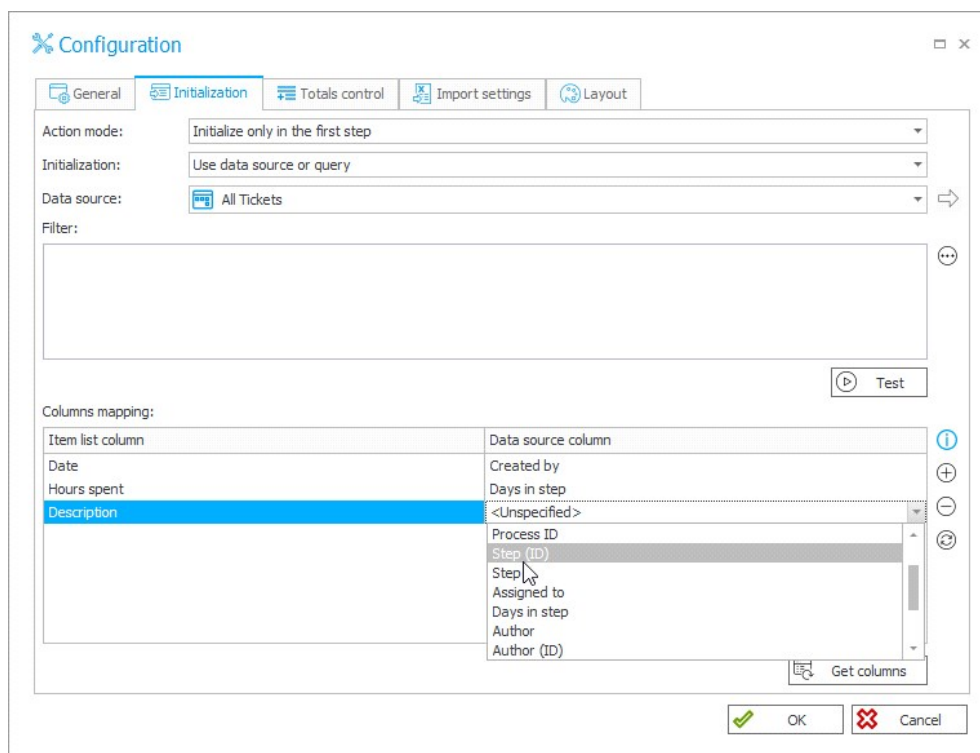 Configuration
General Initialization Totals control Import settings Layout
Action mode: Initialize only in the first step
Initialization: Use data source or query
Data source: All Tickets
Filter:
Test
Columns mapping:
Item list column Data source column
Date Created by
Hours spent Days in step
Description <Unspecified>
Process ID
Step (ID)
Step
Assigned to
Days in step
Author
Author (ID)
Get columns
OK Cancel